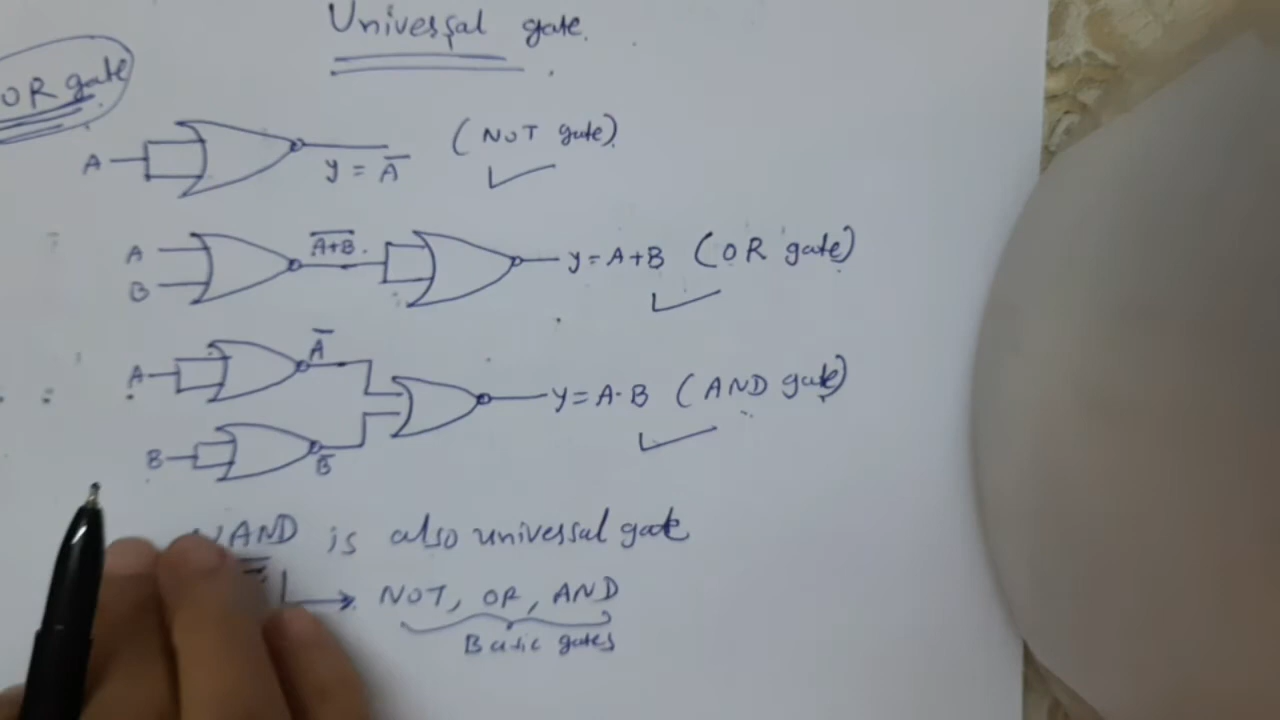 Universal gate.
OR gate
A
y = A̅
(NOT gate)
A
B
A̅+̅B̅.
y = A+B (OR gate)
A
A̅
y = A·B (AND gate)
B
B̅
NAND is also universal gate
NOT, OR, AND
Basic gates